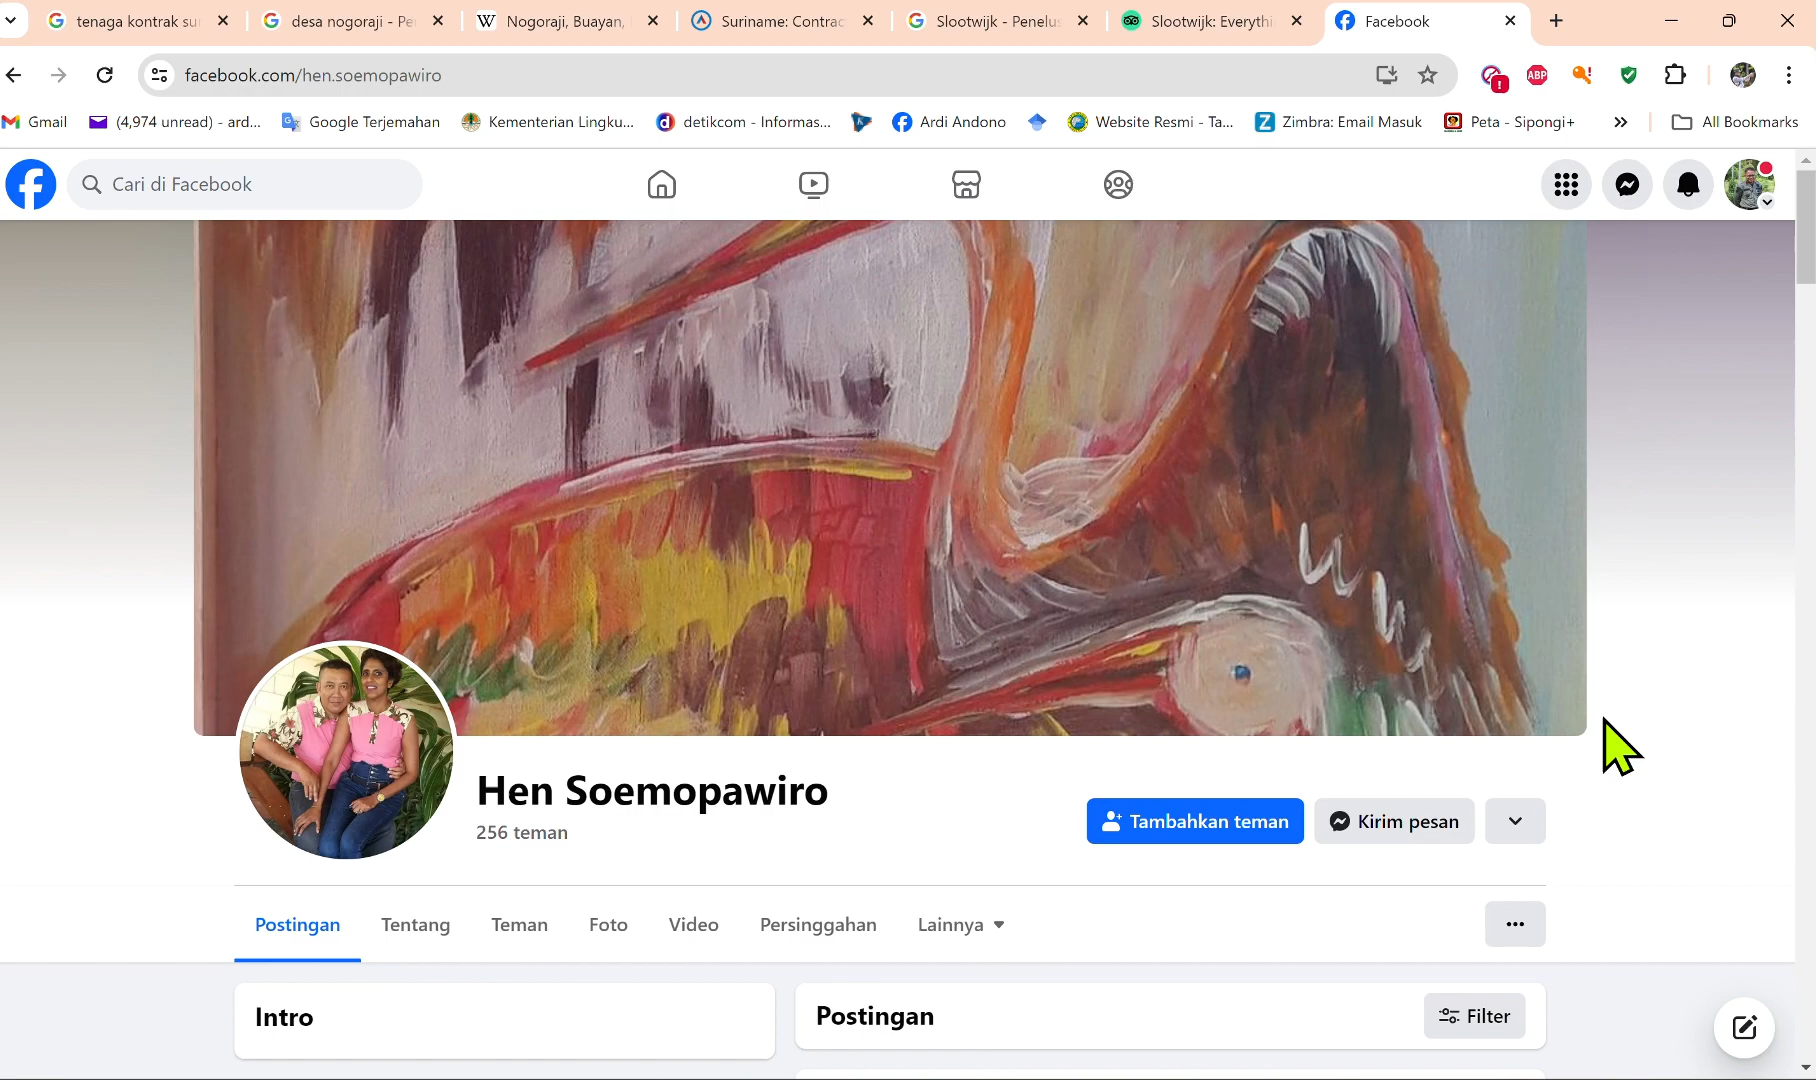 tenaga kontrak su
desa nogoraji - Pe
Nogoraji, Buayan,
Suriname: Contrac
Slootwijk - Penelus
Slootwijk: Everythi
Facebook
facebook.com/hen.soemopawiro
ABP
Gmail
(4,974 unread) - ard...
Google Terjemahan
Kementerian Lingku...
detikcom - Informas...
Ardi Andono
Website Resmi - Ta...
Zimbra: Email Masuk
Peta - Sipongi+
All Bookmarks
Cari di Facebook
Hen Soemopawiro
256 teman
Tambahkan teman
Kirim pesan
Postingan
Tentang
Teman
Foto
Video
Persinggahan
Lainnya
Intro
Postingan
Filter